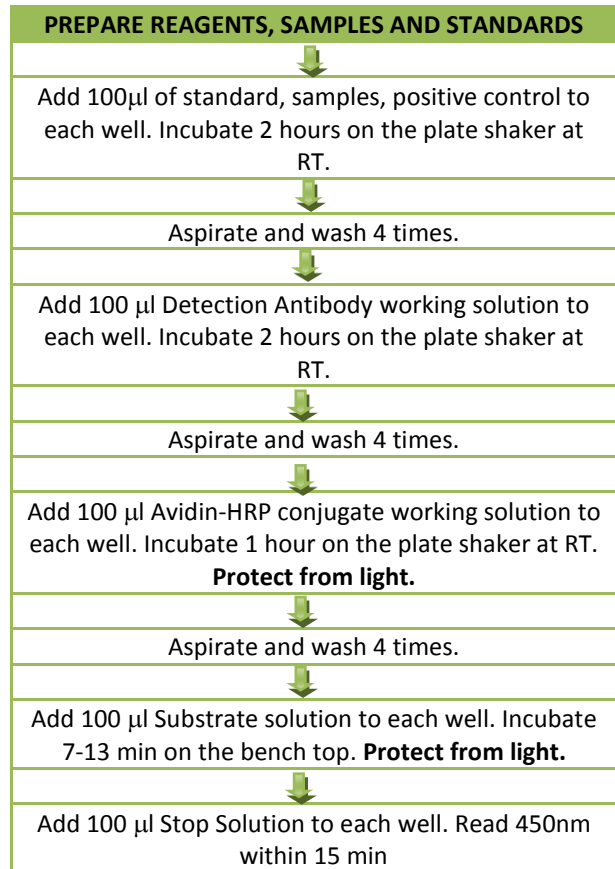 PREPARE REAGENTS, SAMPLES AND STANDARDS
Add 100μl of standard, samples, positive control to
each well. Incubate 2 hours on the plate shaker at
RT.
Aspirate and wash 4 times.
Add 100 μl Detection Antibody working solution to
each well. Incubate 2 hours on the plate shaker at
RT.
Aspirate and wash 4 times.
Add 100 μl Avidin-HRP conjugate working solution to
each well. Incubate 1 hour on the plate shaker at RT.
Protect from light.
Aspirate and wash 4 times.
Add 100 μl Substrate solution to each well. Incubate
7-13 min on the bench top. Protect from light.
Add 100 μl Stop Solution to each well. Read 450nm
within 15 min